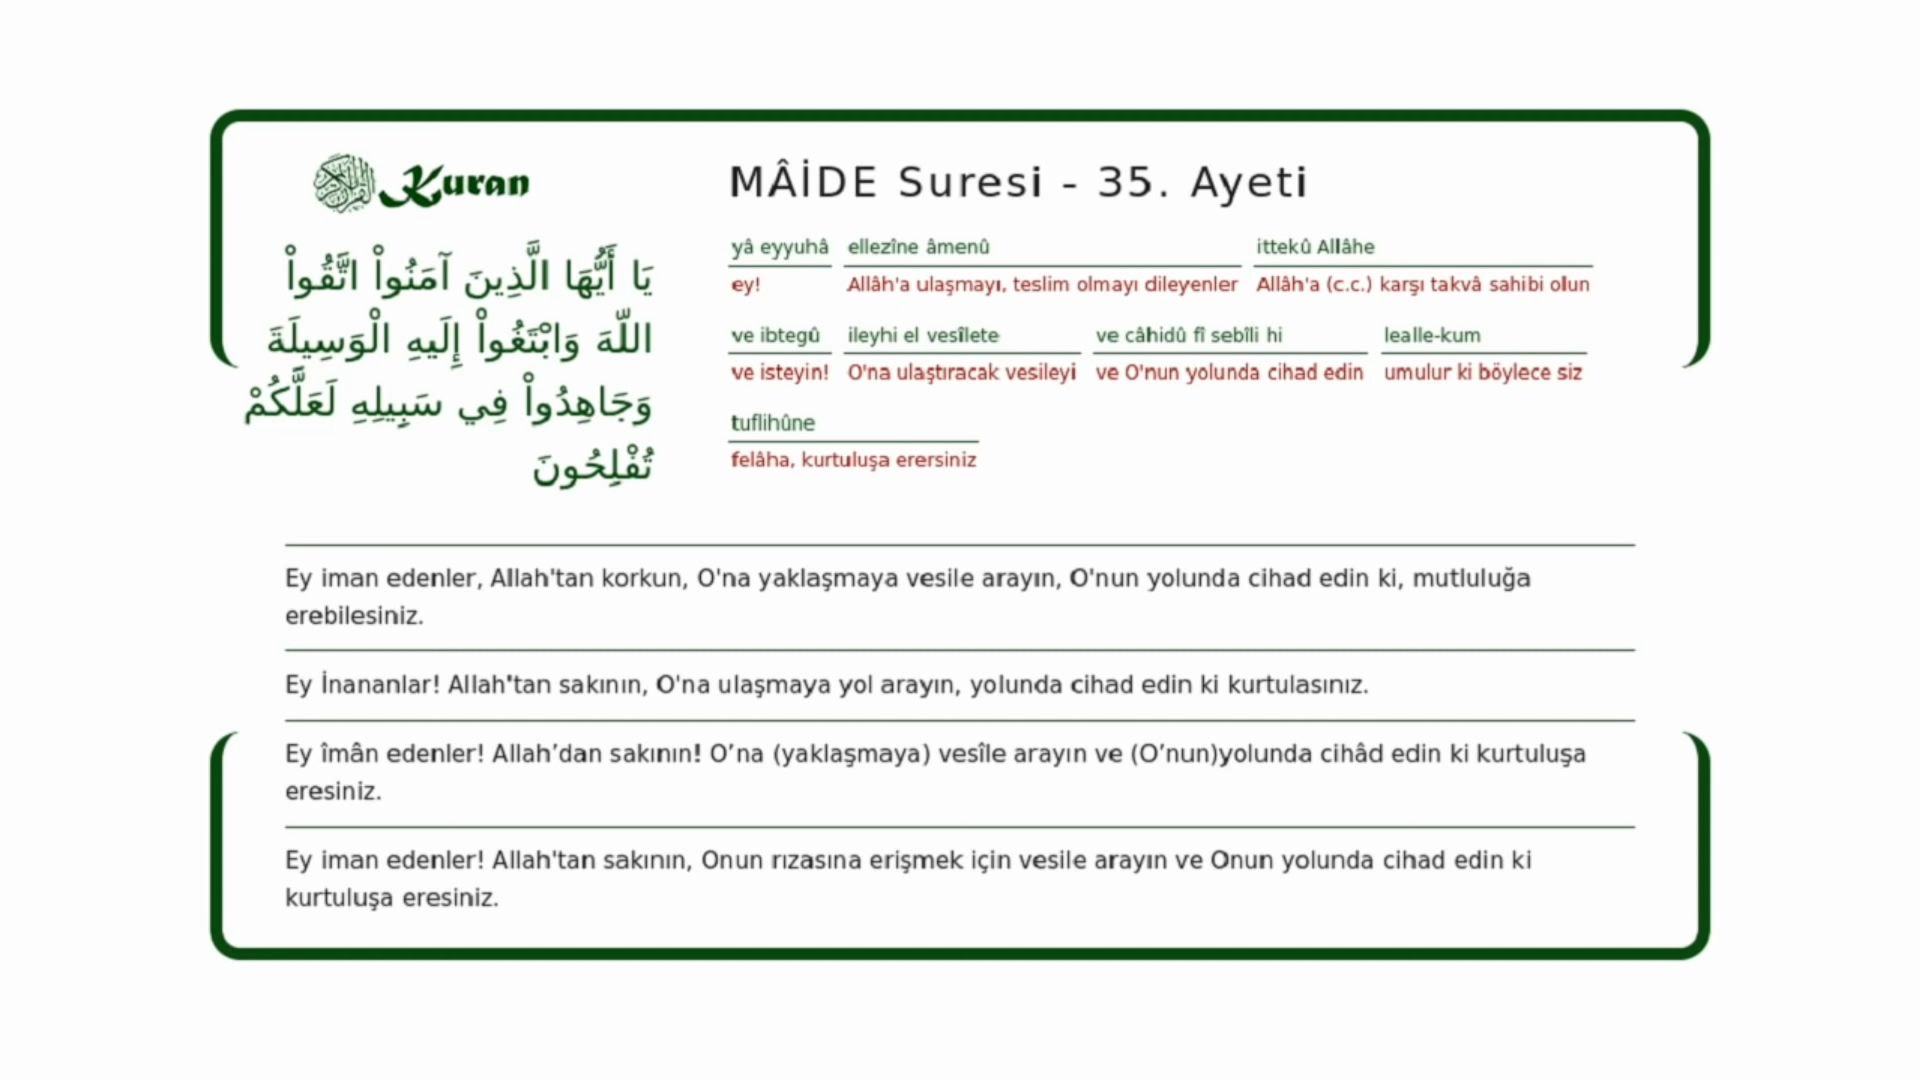 Kuran
MÂİDE Suresi - 35. Ayeti
يَا أَيُّهَا الَّذِينَ آمَنُواْ اتَّقُواْ
اللّهَ وَابْتَغُواْ إِلَيهِ الْوَسِيلَةَ
وَجَاهِدُواْ فِي سَبِيلِهِ لَعَلَّكُمْ
تُفْلِحُونَ
yâ eyyuhâ ellezîne âmenû ittekû Allâhe
ey! Allâh'a ulaşmayı, teslim olmayı dileyenler Allâh'a (c.c.) karşı takvâ sahibi olun
ve ibtegû ileyhi el vesîlete ve câhidû fî sebîli hi lealle-kum
ve isteyin! O'na ulaştıracak vesileyi ve O'nun yolunda cihad edin umulur ki böylece siz
tuflihûne
felâha, kurtuluşa erersiniz
Ey iman edenler, Allah'tan korkun, O'na yaklaşmaya vesile arayın, O'nun yolunda cihad edin ki, mutluluğa
erebilesiniz.
Ey İnananlar! Allah'tan sakının, O'na ulaşmaya yol arayın, yolunda cihad edin ki kurtulasınız.
Ey îmân edenler! Allah’dan sakının! O’na (yaklaşmaya) vesîle arayın ve (O’nun)yolunda cihâd edin ki kurtuluşa
eresiniz.
Ey iman edenler! Allah'tan sakının, Onun rızasına erişmek için vesile arayın ve Onun yolunda cihad edin ki
kurtuluşa eresiniz.